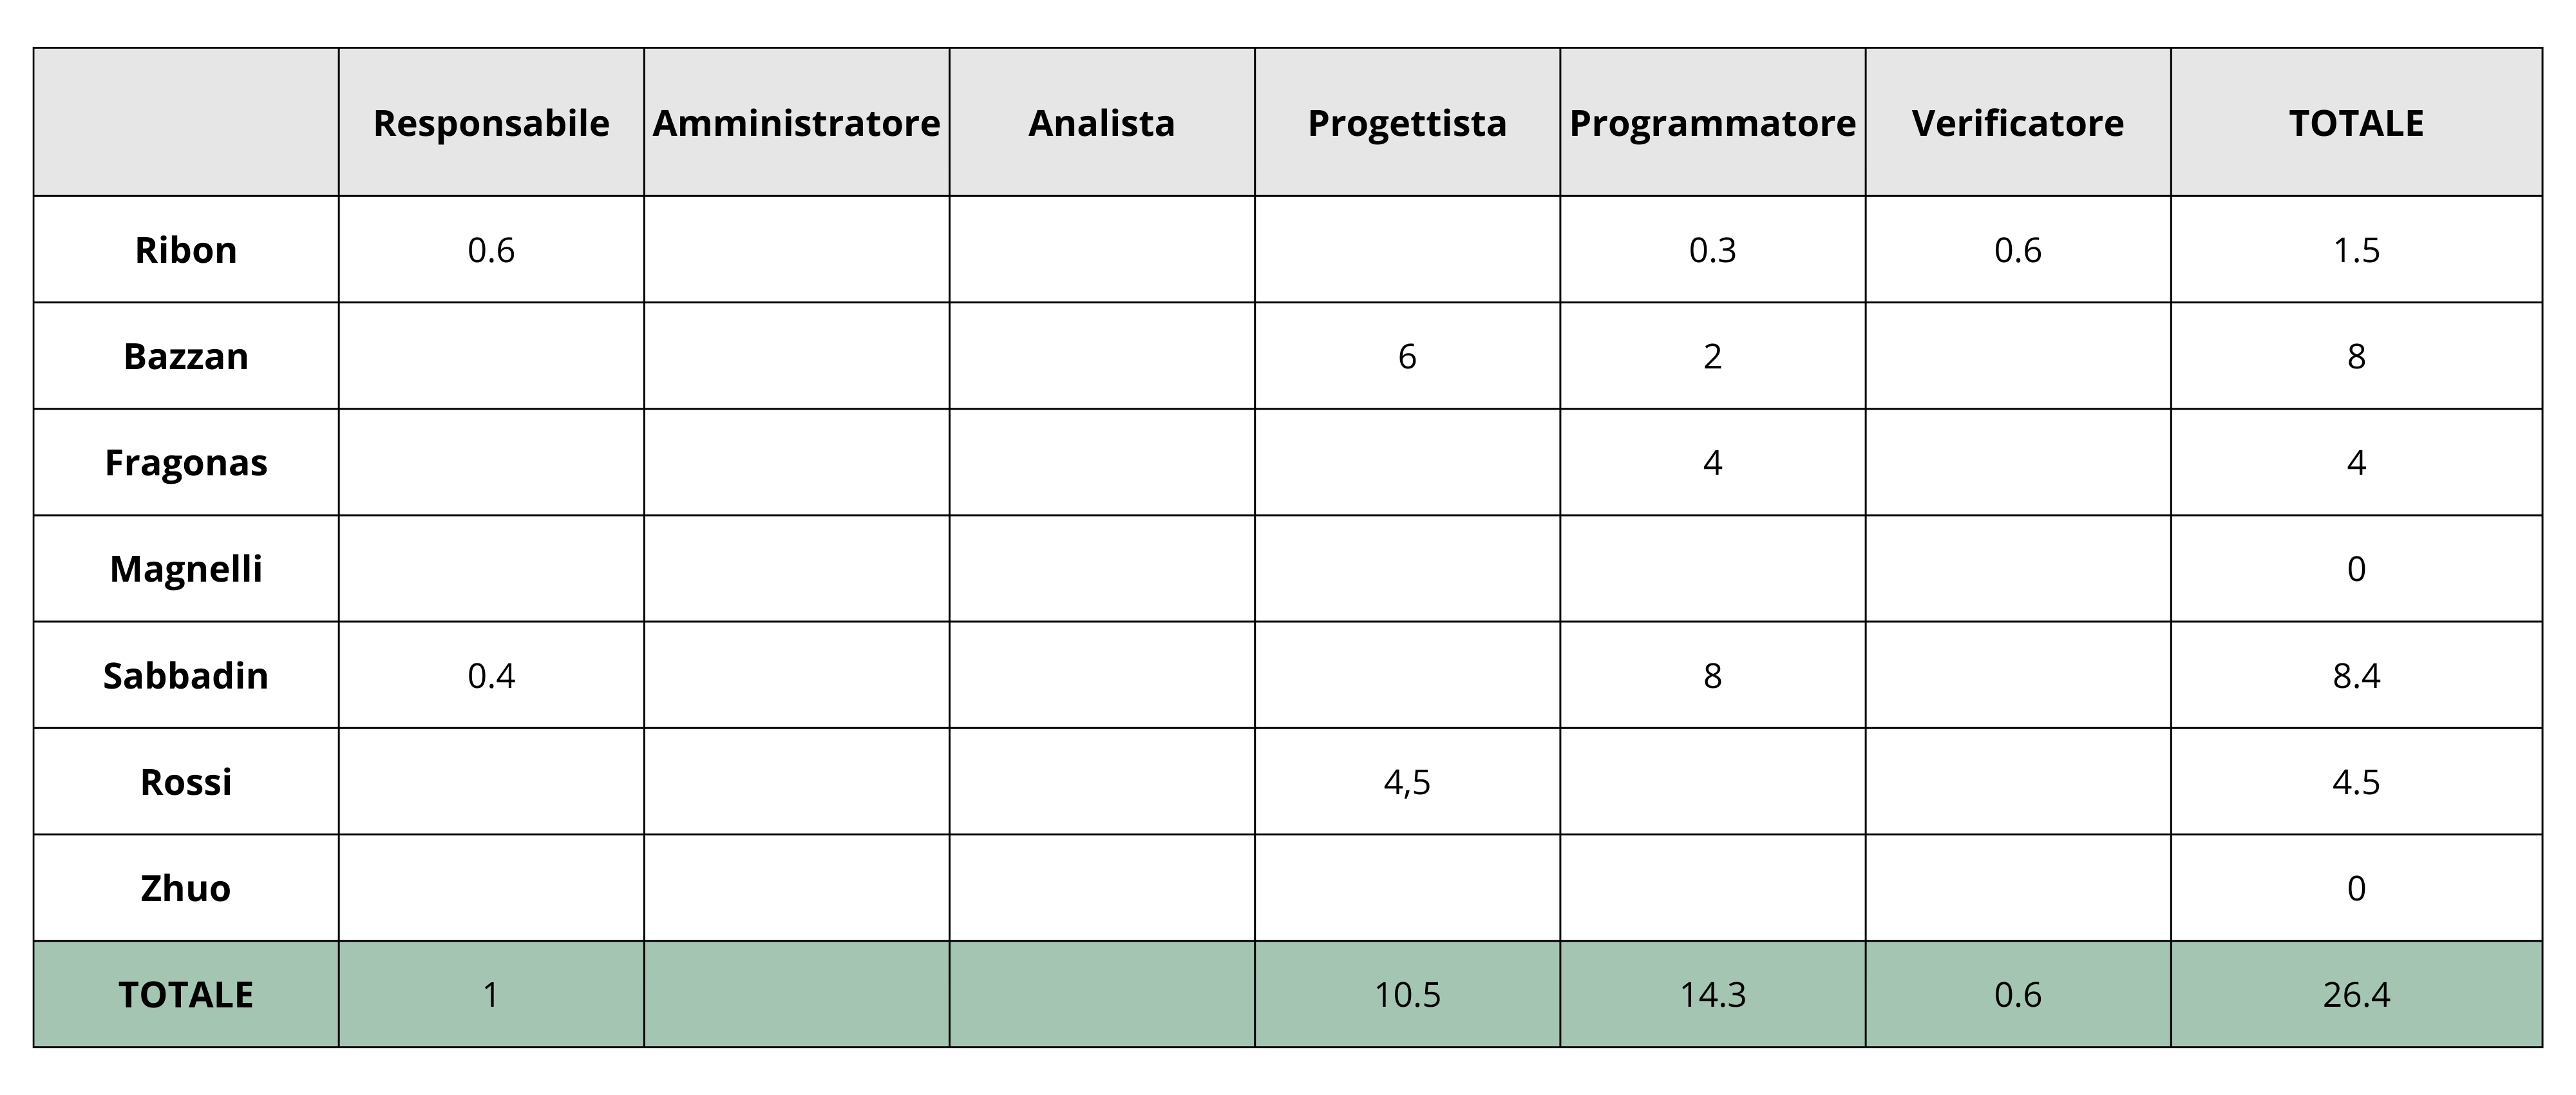 Responsabile Amministratore Analista Progettista Programmatore Verificatore TOTALE
Ribon 0.6 0.3 0.6 1.5
Bazzan 6 2 8
Fragonas 4 4
Magnelli 0
Sabbadin 0.4 8 8.4
Rossi 4,5 4.5
Zhuo 0
TOTALE 1 10.5 14.3 0.6 26.4